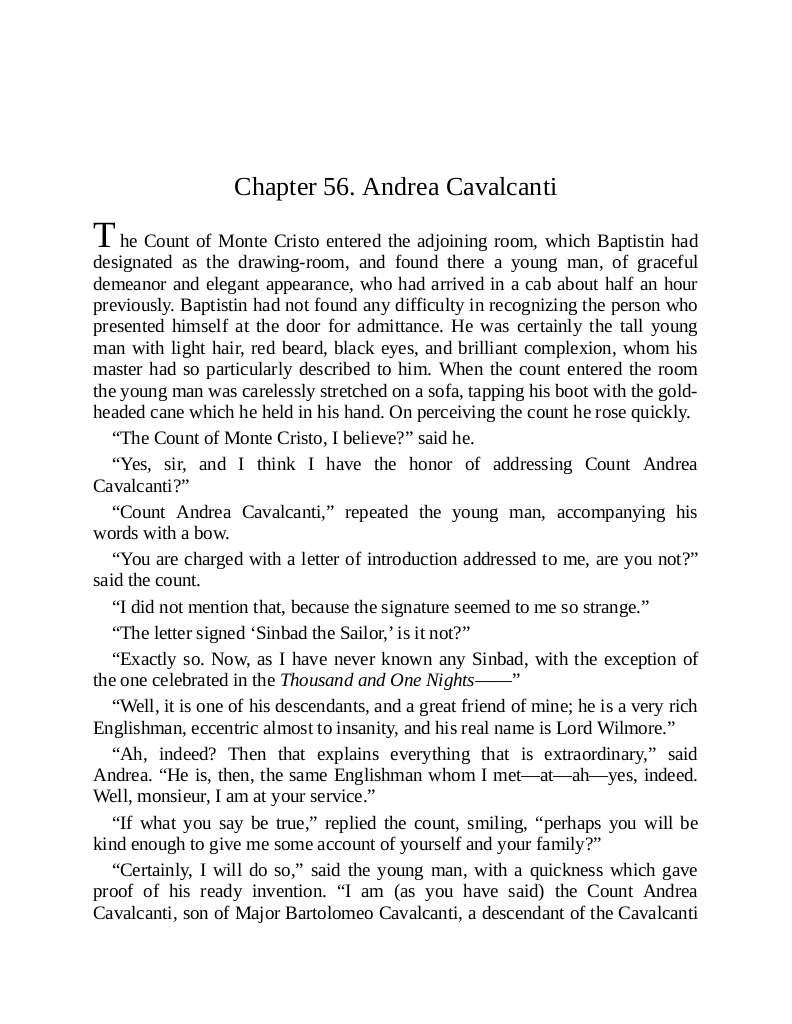 Chapter 56. Andrea Cavalcanti
The Count of Monte Cristo entered the adjoining room, which Baptistin had
designated as the drawing-room, and found there a young man, of graceful
demeanor and elegant appearance, who had arrived in a cab about half an hour
previously. Baptistin had not found any difficulty in recognizing the person who
presented himself at the door for admittance. He was certainly the tall young
man with light hair, red beard, black eyes, and brilliant complexion, whom his
master had so particularly described to him. When the count entered the room
the young man was carelessly stretched on a sofa, tapping his boot with the gold-
headed cane which he held in his hand. On perceiving the count he rose quickly.
“The Count of Monte Cristo, I believe?” said he.
“Yes, sir, and I think I have the honor of addressing Count Andrea
Cavalcanti?”
“Count Andrea Cavalcanti,” repeated the young man, accompanying his
words with a bow.
“You are charged with a letter of introduction addressed to me, are you not?”
said the count.
“I did not mention that, because the signature seemed to me so strange.”
“The letter signed ‘Sinbad the Sailor,’ is it not?”
“Exactly so. Now, as I have never known any Sinbad, with the exception of
the one celebrated in the Thousand and One Nights——”
“Well, it is one of his descendants, and a great friend of mine; he is a very rich
Englishman, eccentric almost to insanity, and his real name is Lord Wilmore.”
“Ah, indeed? Then that explains everything that is extraordinary,” said
Andrea. “He is, then, the same Englishman whom I met—at—ah—yes, indeed.
Well, monsieur, I am at your service.”
“If what you say be true,” replied the count, smiling, “perhaps you will be
kind enough to give me some account of yourself and your family?”
“Certainly, I will do so,” said the young man, with a quickness which gave
proof of his ready invention. “I am (as you have said) the Count Andrea
Cavalcanti, son of Major Bartolomeo Cavalcanti, a descendant of the Cavalcanti